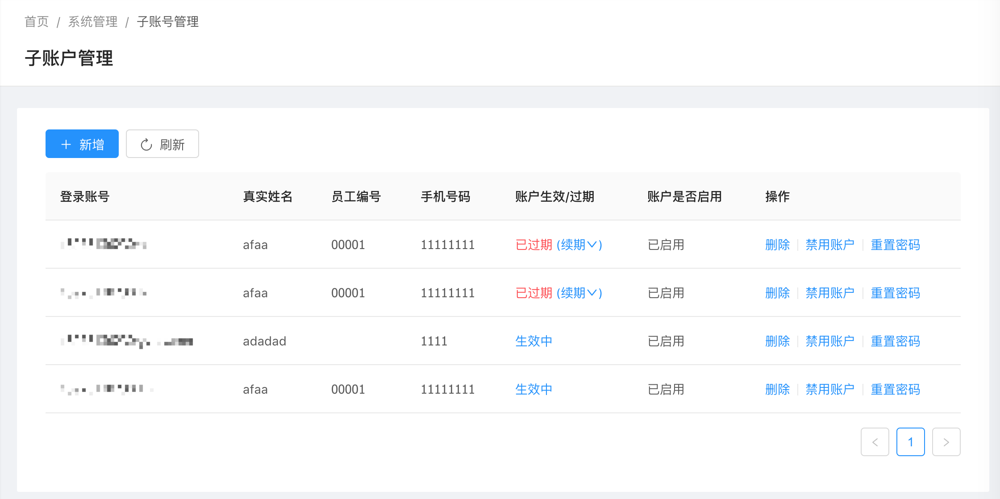 首页 / 系统管理 / 子账号管理
子账户管理
新增 刷新
登录账号 真实姓名 员工编号 手机号码 账户生效/过期 账户是否启用 操作
afaa 00001 11111111 已过期 (续期) 已启用 删除 禁用账户 重置密码
afaa 00001 11111111 已过期 (续期) 已启用 删除 禁用账户 重置密码
adadad 1111 生效中 已启用 删除 禁用账户 重置密码
afaa 00001 11111111 生效中 已启用 删除 禁用账户 重置密码
< 1 >